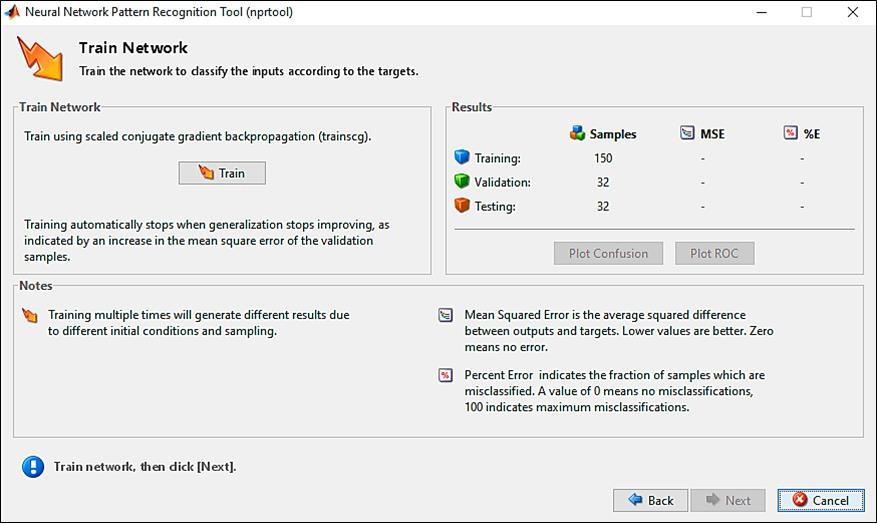 Neural Network Pattern Recognition Tool (nprtool)
Train Network
Train the network to classify the inputs according to the targets.
Train Network
Train using scaled conjugate gradient backpropagation (trainscg).
Train
Training automatically stops when generalization stops improving, as
indicated by an increase in the mean square error of the validation
samples.
Results
Samples MSE %E
Training: 150 - -
Validation: 32 - -
Testing: 32 - -
Plot Confusion Plot ROC
Notes
Training multiple times will generate different results due
to different initial conditions and sampling.
Mean Squared Error is the average squared difference
between outputs and targets. Lower values are better. Zero
means no error.
Percent Error indicates the fraction of samples which are
misclassified. A value of 0 means no misclassifications,
100 indicates maximum misclassifications.
Train network, then click [Next].
Back Next Cancel